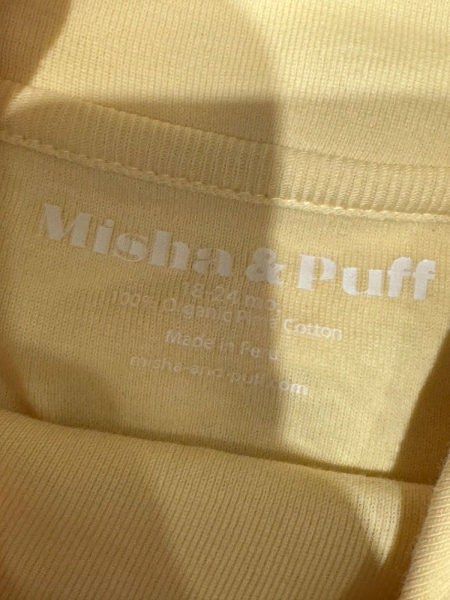 Misha & Puff
18-24 mo.
100% Organic Pima Cotton
Made in Peru
misha-and-puff.com